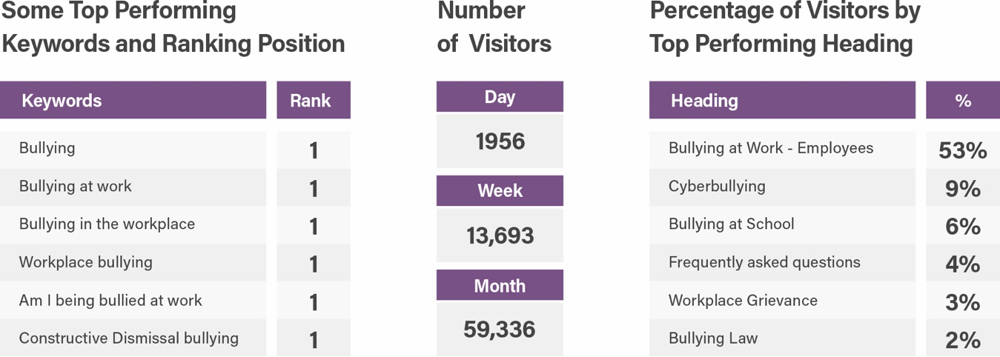 Some Top Performing
Keywords and Ranking Position
Keywords Rank
Bullying 1
Bullying at work 1
Bullying in the workplace 1
Workplace bullying 1
Am I being bullied at work 1
Constructive Dismissal bullying 1
Number
of Visitors
Day
1956
Week
13,693
Month
59,336
Percentage of Visitors by
Top Performing Heading
Heading %
Bullying at Work - Employees 53%
Cyberbullying 9%
Bullying at School 6%
Frequently asked questions 4%
Workplace Grievance 3%
Bullying Law 2%